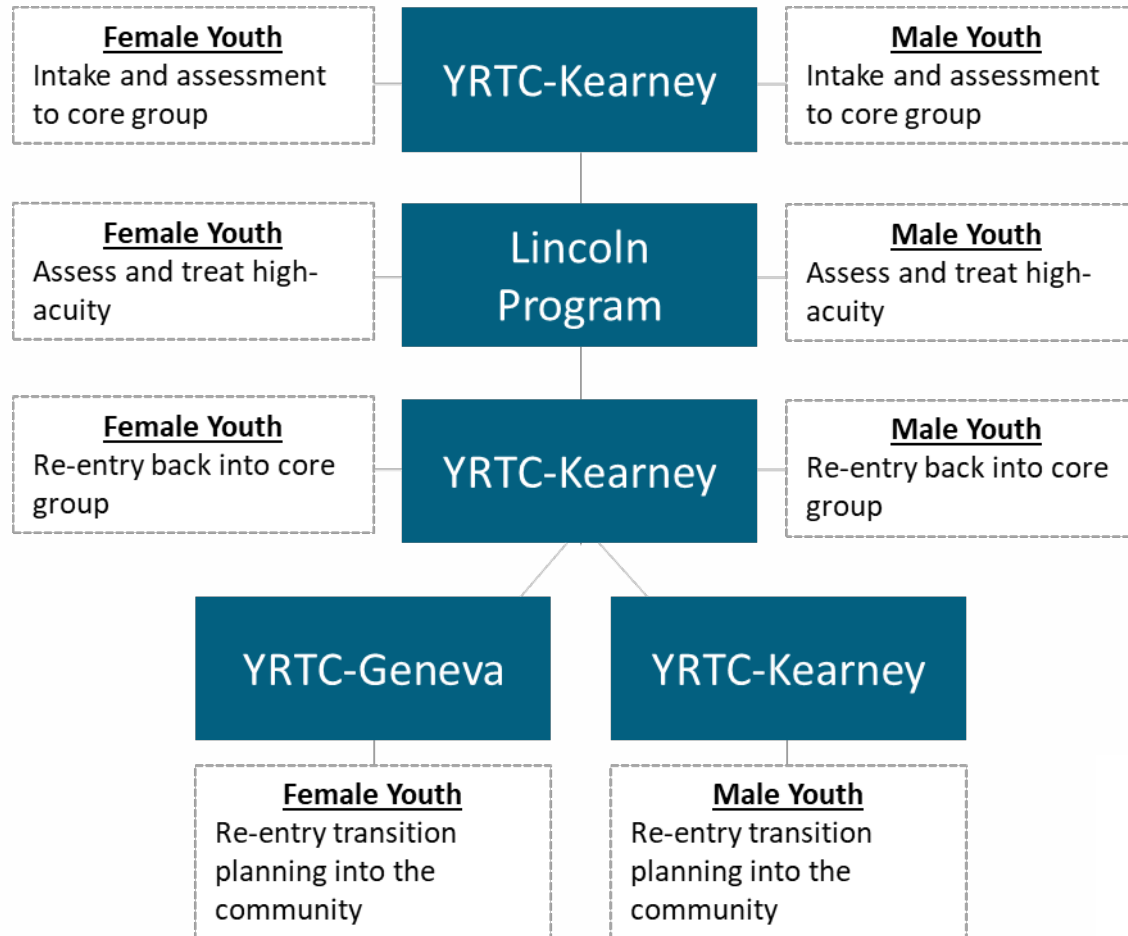 Female Youth
Intake and assessment
to core group
YRTC-Kearney
Male Youth
Intake and assessment
to core group
Female Youth
Assess and treat high-
acuity
Lincoln
Program
Male Youth
Assess and treat high-
acuity
Female Youth
Re-entry back into core
group
YRTC-Kearney
Male Youth
Re-entry back into core
group
YRTC-Geneva
YRTC-Kearney
Female Youth
Re-entry transition
planning into the
community
Male Youth
Re-entry transition
planning into the
community